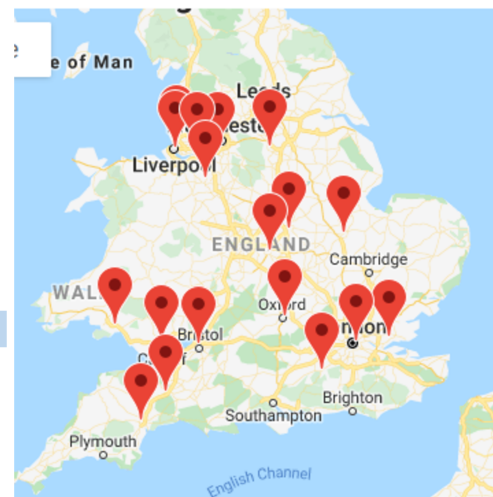 e
e of Man
Leeds
Liverpool
ENGLAND
Cambridge
WAL
Oxford
Bristol
Southampton
Brighton
Plymouth
English Channel